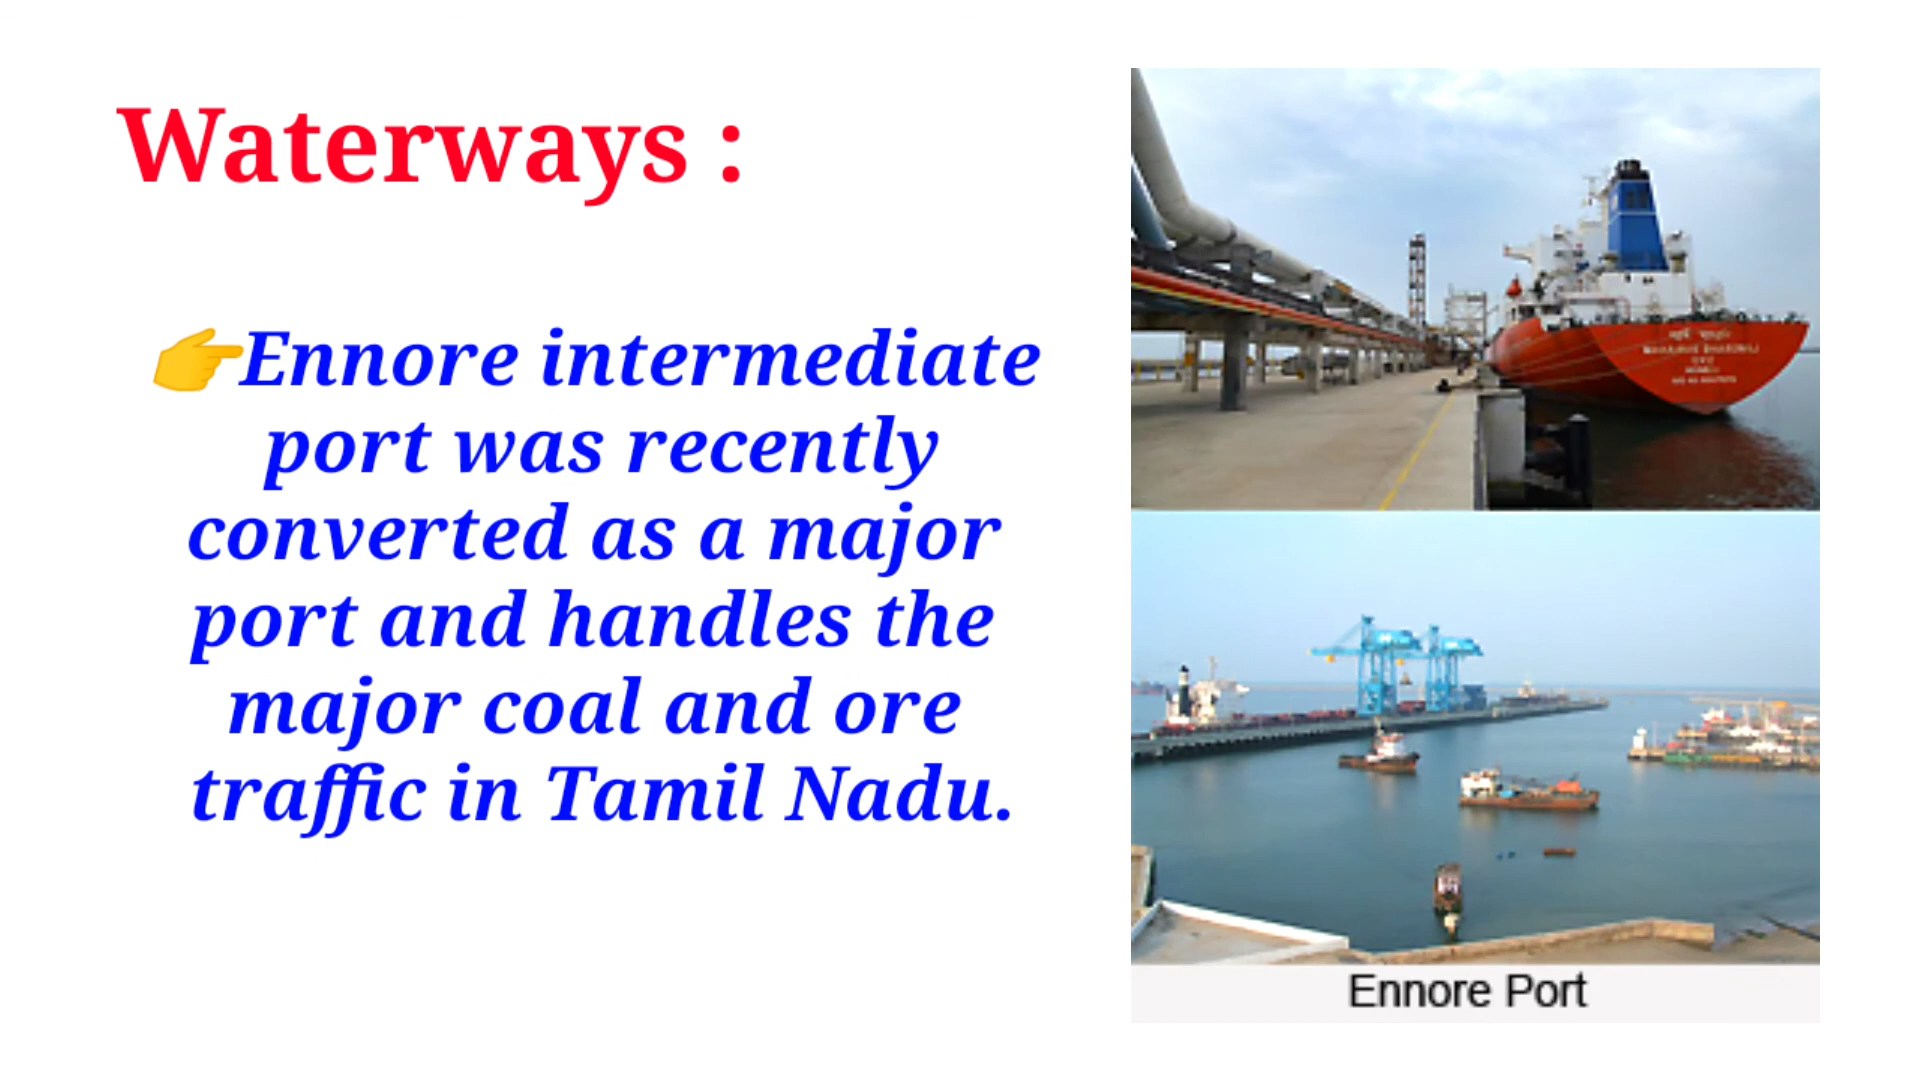 Waterways :
👉Ennore intermediate
port was recently
converted as a major
port and handles the
major coal and ore
traffic in Tamil Nadu.
Ennore Port